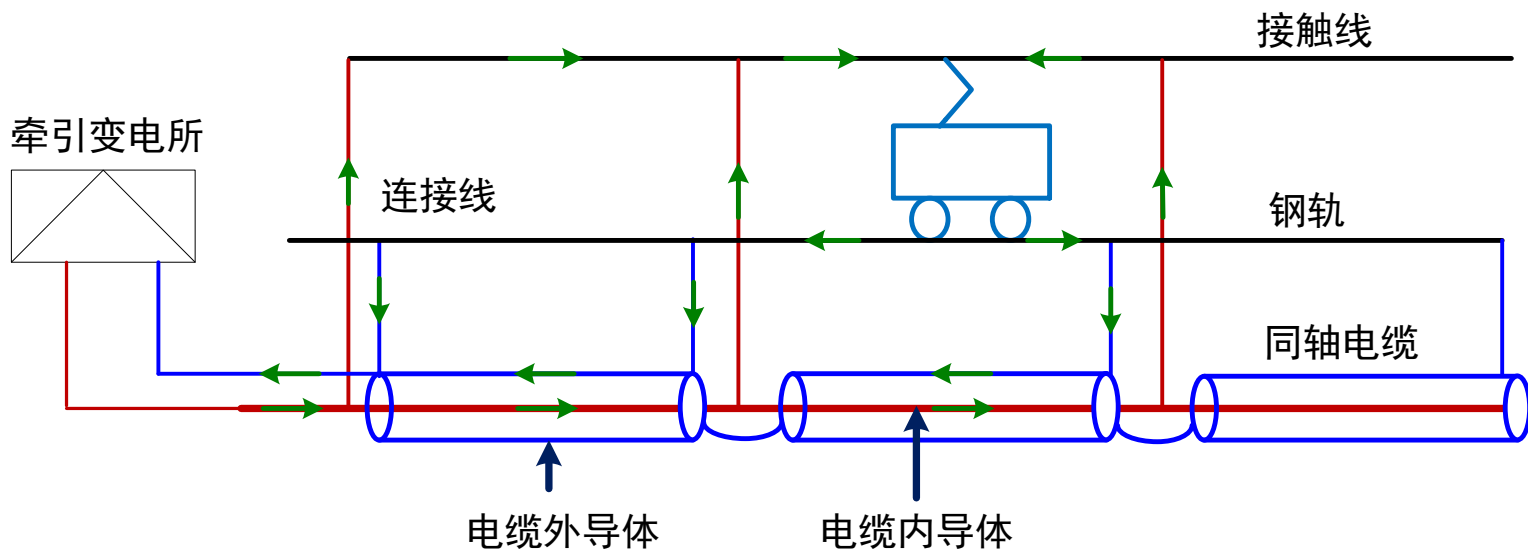 接触线
牵引变电所
连接线
钢轨
同轴电缆
电缆外导体
电缆内导体